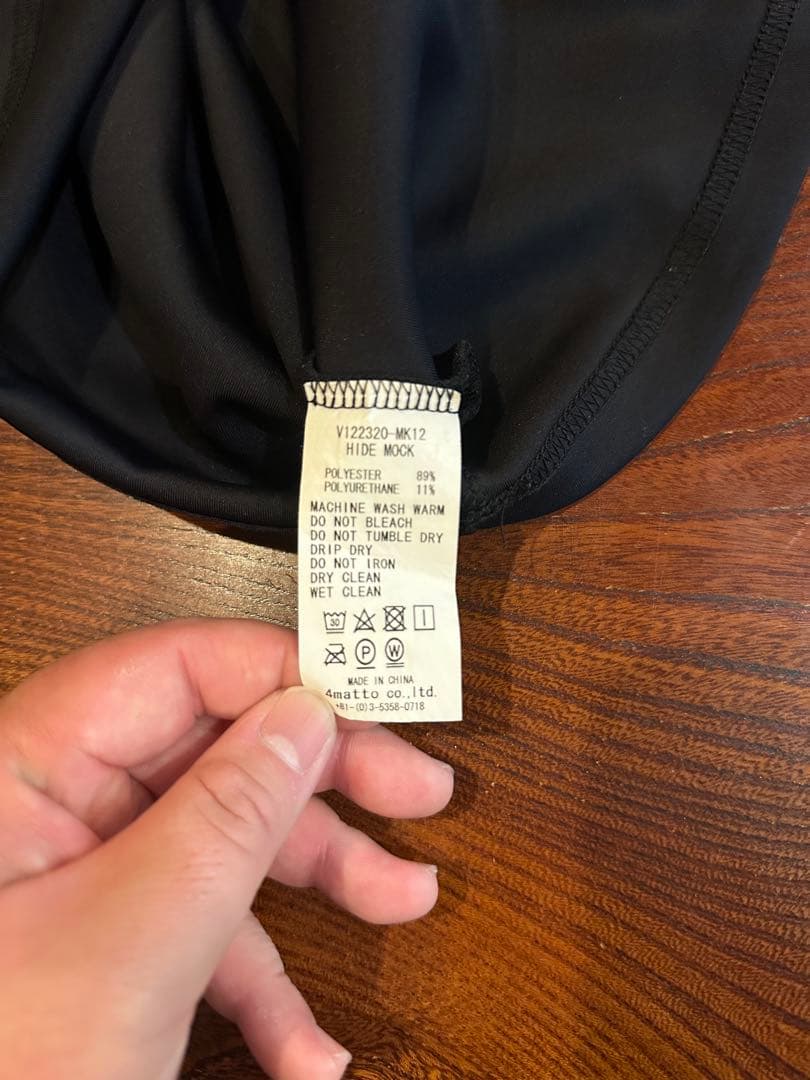 V122320-MK12
HIDE MOCK
POLYESTER 89%
POLYURETHANE 11%
MACHINE WASH WARM
DO NOT BLEACH
DO NOT TUMBLE DRY
DRIP DRY
DO NOT IRON
DRY CLEAN
WET CLEAN
30
P W
MADE IN CHINA
4matto co.,ltd.
+81-(0)3-5358-0718